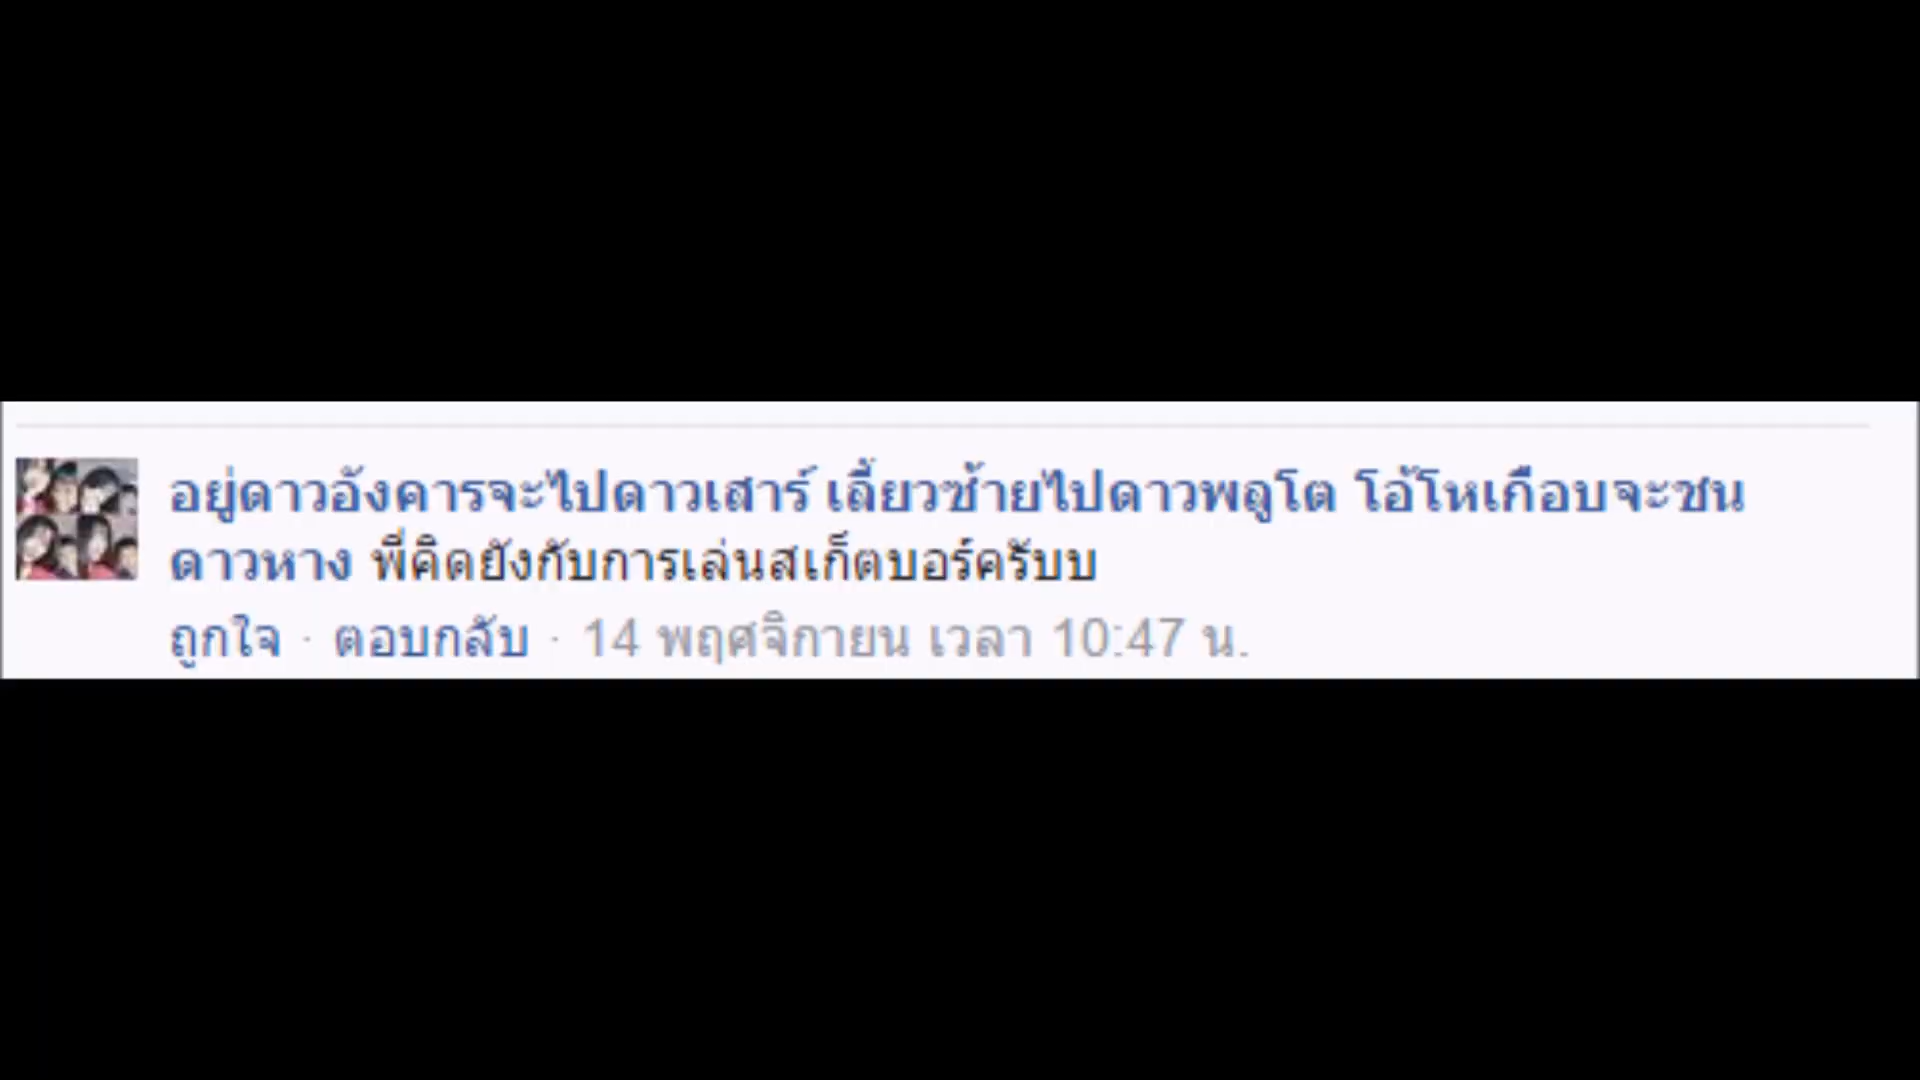 อยู่ดาวอังคารจะไปดาวเสาร์ เลี้ยวซ้ายไปดาวพลูโต โอ้โหเกือบจะชน
ดาวหาง พี่คิดยังกับการเล่นสเก็ตบอร์ครับบ
ถูกใจ · ตอบกลับ · 14 พฤศจิกายน เวลา 10:47 น.